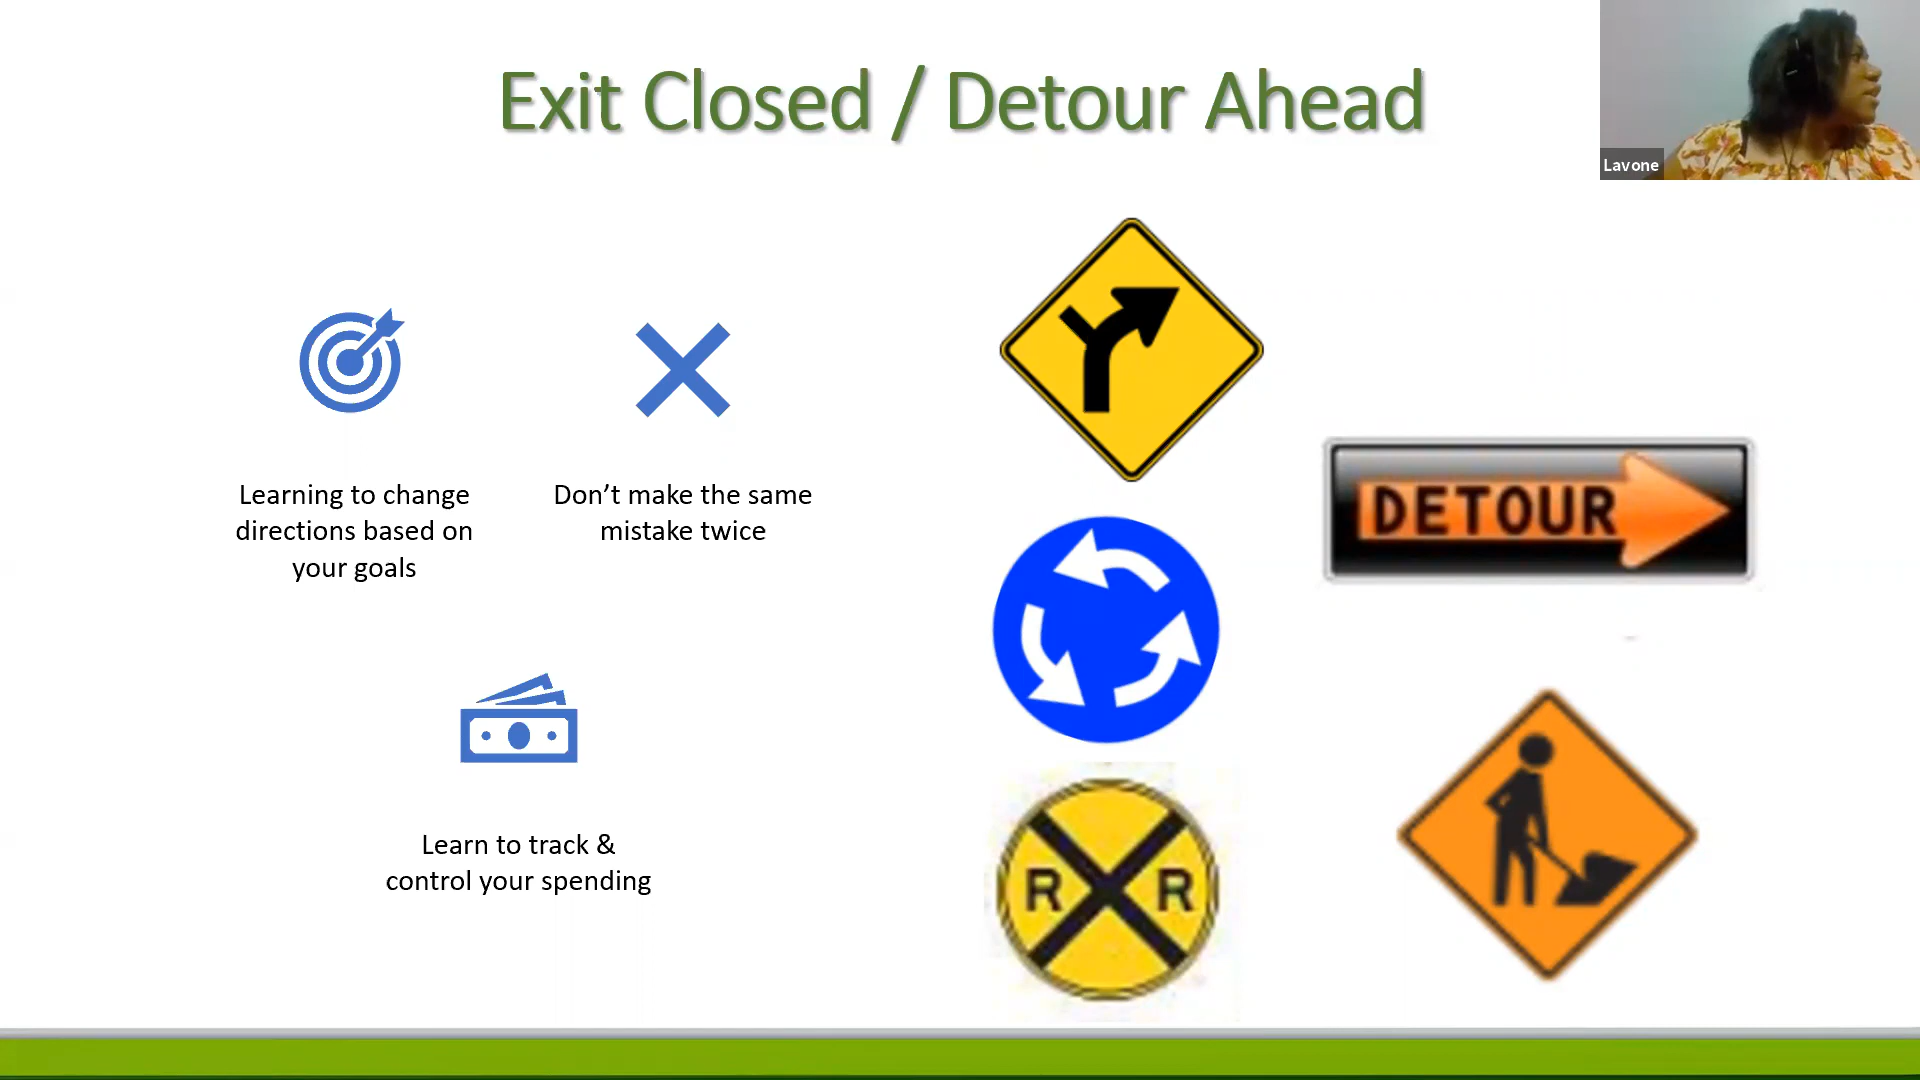 Exit Closed / Detour Ahead
Lavone
Learning to change
directions based on
your goals
Don’t make the same
mistake twice
Learn to track &
control your spending
DETOUR
R R